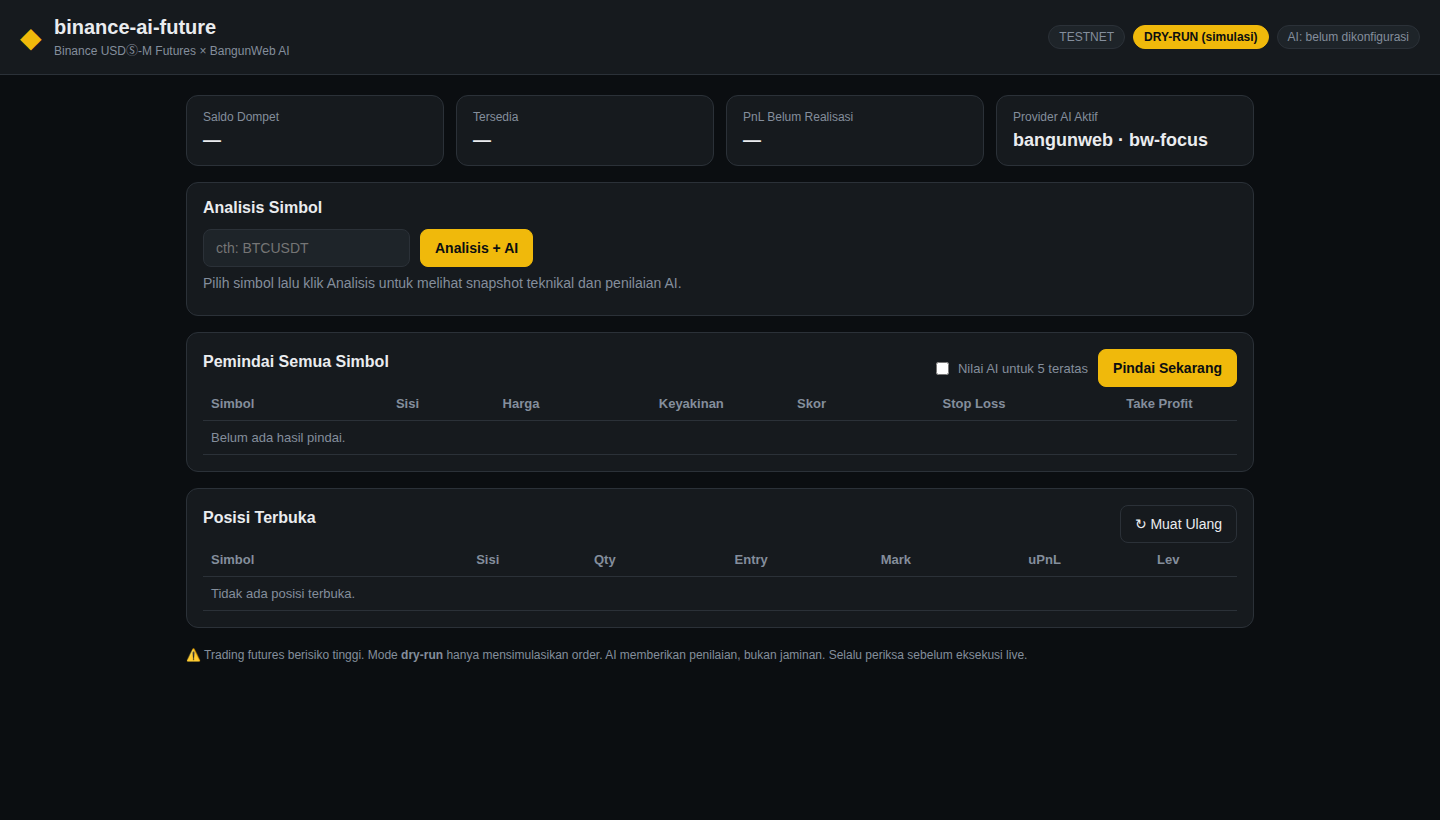 binance-ai-future
Binance USDⓈ-M Futures × BangunWeb AI
TESTNET
DRY-RUN (simulasi)
AI: belum dikonfigurasi
Saldo Dompet
—
Tersedia
—
PnL Belum Realisasi
—
Provider AI Aktif
bangunweb · bw-focus
Analisis Simbol
cth: BTCUSDT
Analisis + AI
Pilih simbol lalu klik Analisis untuk melihat snapshot teknikal dan penilaian AI.
Pemindai Semua Simbol
Nilai AI untuk 5 teratas
Pindai Sekarang
Simbol Sisi Harga Keyakinan Skor Stop Loss Take Profit
Belum ada hasil pindai.
Posisi Terbuka
↻ Muat Ulang
Simbol Sisi Qty Entry Mark uPnL Lev
Tidak ada posisi terbuka.
⚠️ Trading futures berisiko tinggi. Mode dry-run hanya mensimulasikan order. AI memberikan penilaian, bukan jaminan. Selalu periksa sebelum eksekusi live.